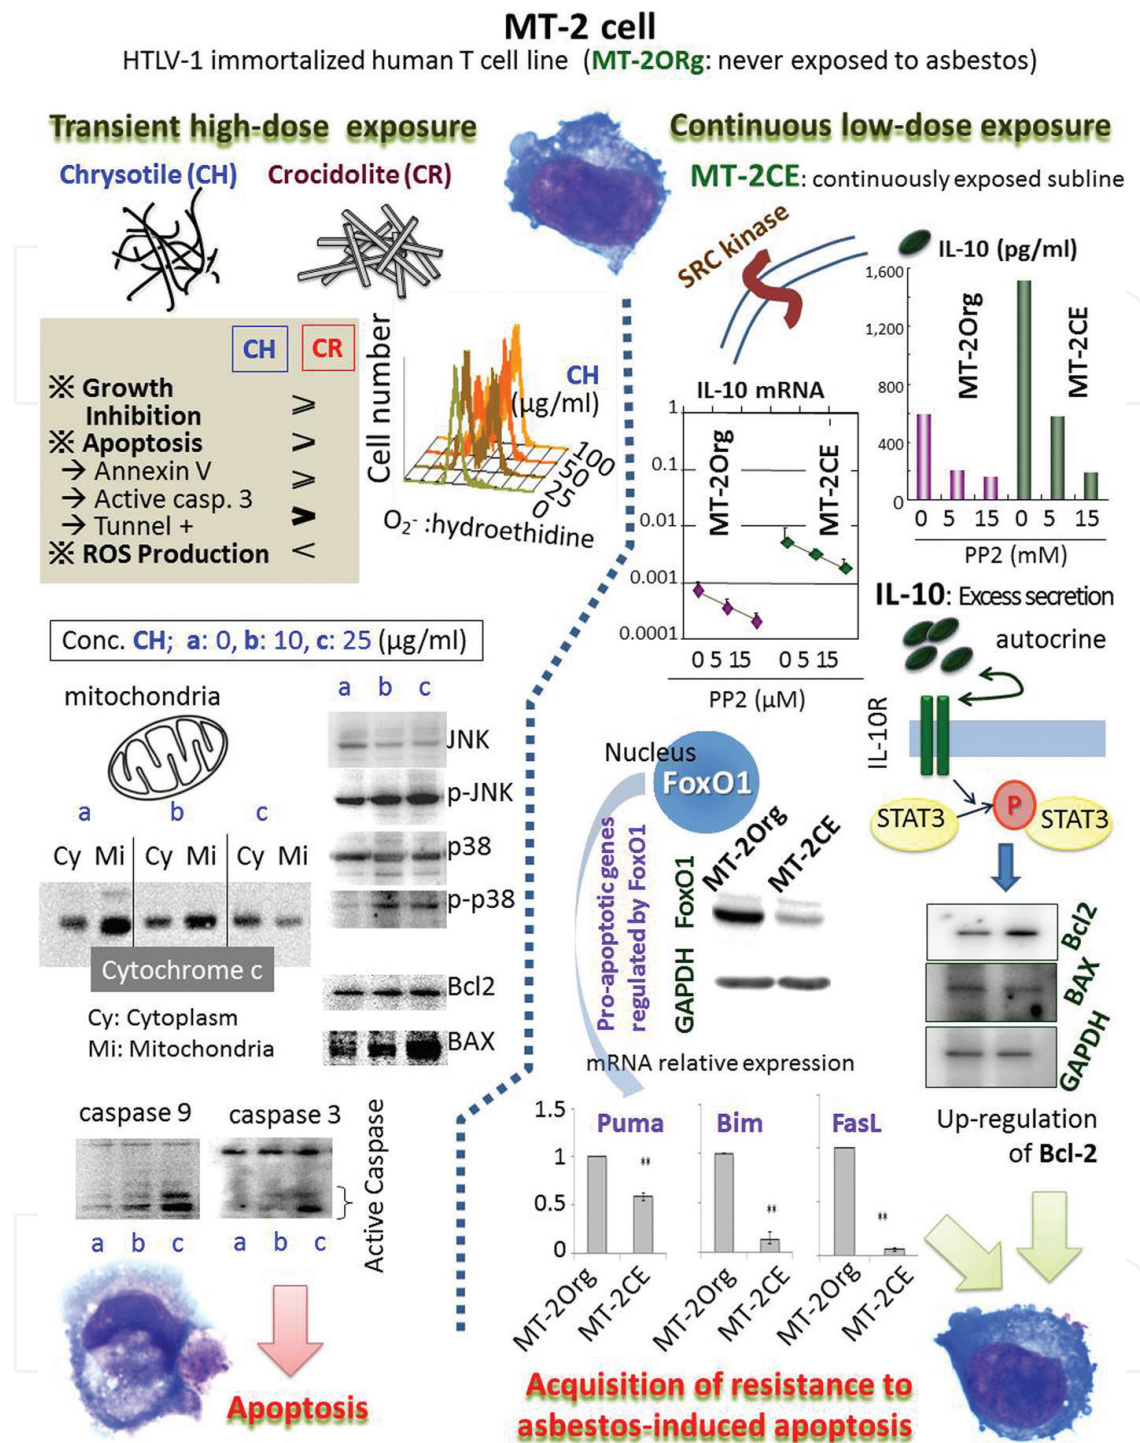 MT-2 cell
HTLV-1 immortalized human T cell line (MT-2ORg: never exposed to asbestos)
Transient high-dose exposure
Chrysotile (CH)
Crocidolite (CR)
CH
CR
※ Growth
Inhibition
⩾
※ Apoptosis
>
→ Annexin V
⩾
→ Active casp. 3
→ Tunnel +
>
※ ROS Production
<
Cell number
CH
(µg/ml)
100
50
25
0
O2- :hydroethidine
Conc. CH; a: 0, b: 10, c: 25 (µg/ml)
mitochondria
a b c
Cy Mi Cy Mi Cy Mi
Cytochrome c
Cy: Cytoplasm
Mi: Mitochondria
a b c
JNK
p-JNK
p38
p-p38
Bcl2
BAX
caspase 9
caspase 3
a b c
a b c
Active Caspase
Apoptosis
Continuous low-dose exposure
MT-2CE: continuously exposed subline
SRC kinase
IL-10 (pg/ml)
1,600
1,200
800
400
0
MT-2Org
MT-2CE
0 5 15 0 5 15
PP2 (mM)
IL-10 mRNA
1
0.1
0.01
0.001
0.0001
MT-2Org
MT-2CE
0 5 15 0 5 15
PP2 (µM)
IL-10: Excess secretion
autocrine
IL-10R
STAT3
P
STAT3
Bcl2
BAX
GAPDH
Up-regulation
of Bcl-2
Nucleus
FoxO1
Pro-apoptotic genes
regulated by FoxO1
MT-2Org
MT-2CE
FoxO1
GAPDH
mRNA relative expression
1.5
1
0.5
0
Puma
**
MT-2Org
MT-2CE
Bim
**
MT-2Org
MT-2CE
FasL
**
MT-2Org
MT-2CE
Acquisition of resistance to
asbestos-induced apoptosis